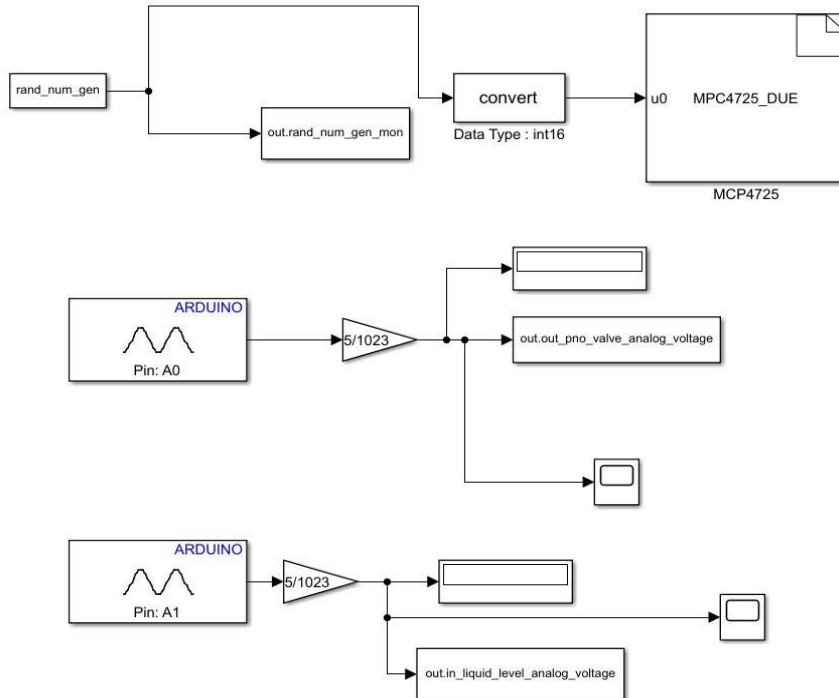 rand_num_gen
out.rand_num_gen_mon
convert
Data Type : int16
u0
MPC4725_DUE
MCP4725
ARDUINO
Pin: A0
5/1023
out.out_pno_valve_analog_voltage
ARDUINO
Pin: A1
5/1023
out.in_liquid_level_analog_voltage